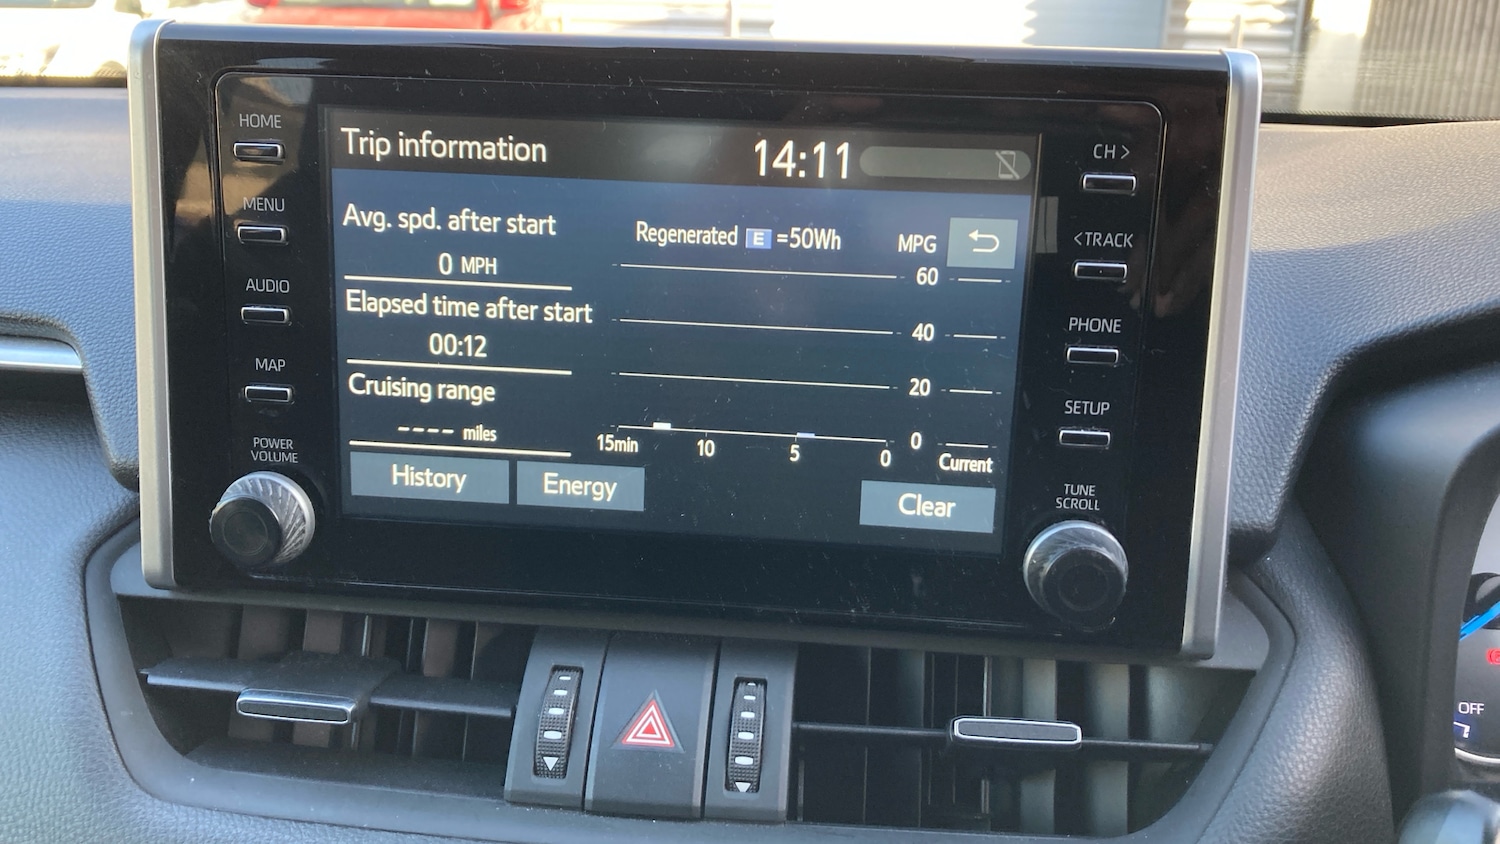 HOME
MENU
AUDIO
MAP
POWER
VOLUME
Trip information
14:11
Avg. spd. after start
0 MPH
Elapsed time after start
00:12
Cruising range
---- miles
History
Energy
Regenerated E =50Wh
MPG
60
40
20
0
15min 10 5 0 Current
Clear
CH >
< TRACK
PHONE
SETUP
TUNE
SCROLL
OFF